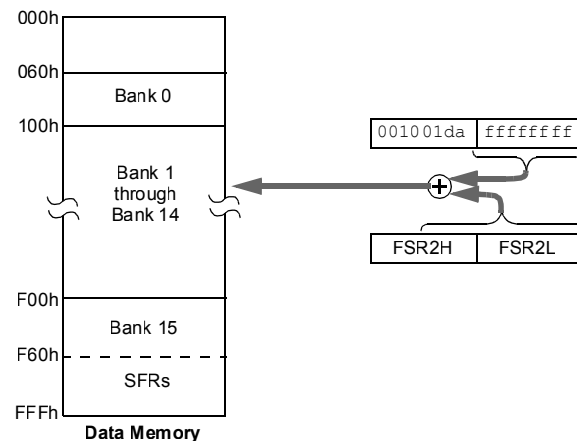 000h
060h
Bank 0
100h
Bank 1
through
Bank 14
F00h
Bank 15
F60h
SFRs
FFFh
Data Memory
001001da ffffffff
FSR2H FSR2L